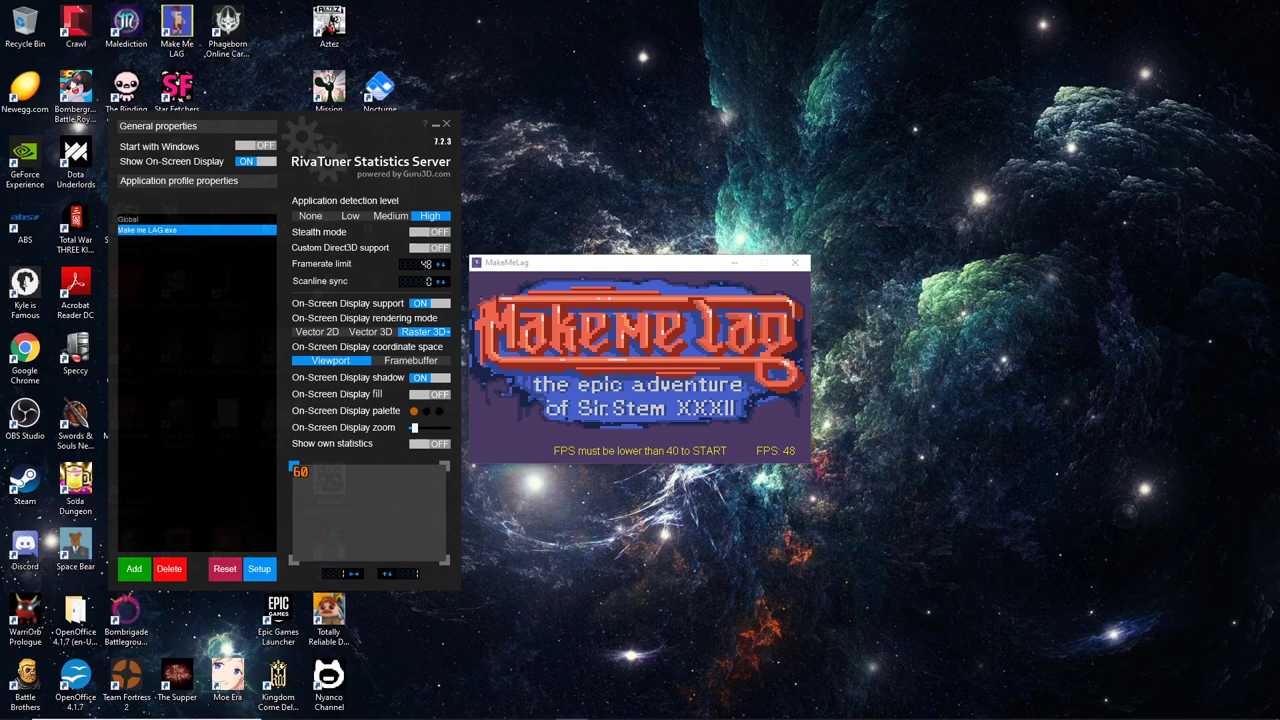 Recycle Bin
Crawl
Malediction
Make Me
LAG
Phageborn
Online Car...
Aztez
Newegg.com
Bombergr...
Battle Roy...
The Binding
Star Fetchers
Mission
Nocturne
GeForce
Experience
Dota
Underlords
ABS
Total War
THREE KI...
Kyle is
Famous
Acrobat
Reader DC
Google
Chrome
Speccy
OBS Studio
Swords &
Souls Ne...
Steam
Soda
Dungeon
Discord
Space Bear
WarriOrb
Prologue
OpenOffice
4.1.7 (en-U...
Bombrigade
Battlegrou...
EPIC
GAMES
Epic Games
Launcher
Totally
Reliable D...
Battle
Brothers
OpenOffice
4.1.7
Team Fortress
2
The Supper
Moe Era
Kingdom
Come Del...
Nyanco
Channel
General properties
Start with Windows
OFF
Show On-Screen Display
ON
Application profile properties
Global
Make me LAG.exe
Add
Delete
Reset
Setup
?
7.2.3
RivaTuner Statistics Server
powered by Guru3D.com
Application detection level
None Low Medium High
Stealth mode OFF
Custom Direct3D support OFF
Framerate limit 48
Scanline sync 0
On-Screen Display support ON
On-Screen Display rendering mode
Vector 2D Vector 3D Raster 3D
On-Screen Display coordinate space
Viewport Framebuffer
On-Screen Display shadow ON
On-Screen Display fill OFF
On-Screen Display palette
On-Screen Display zoom
Show own statistics OFF
60
MakeMeLag
Make Me lag
the epic adventure
of Sir.Stem XXXII
FPS must be lower than 40 to START FPS: 48